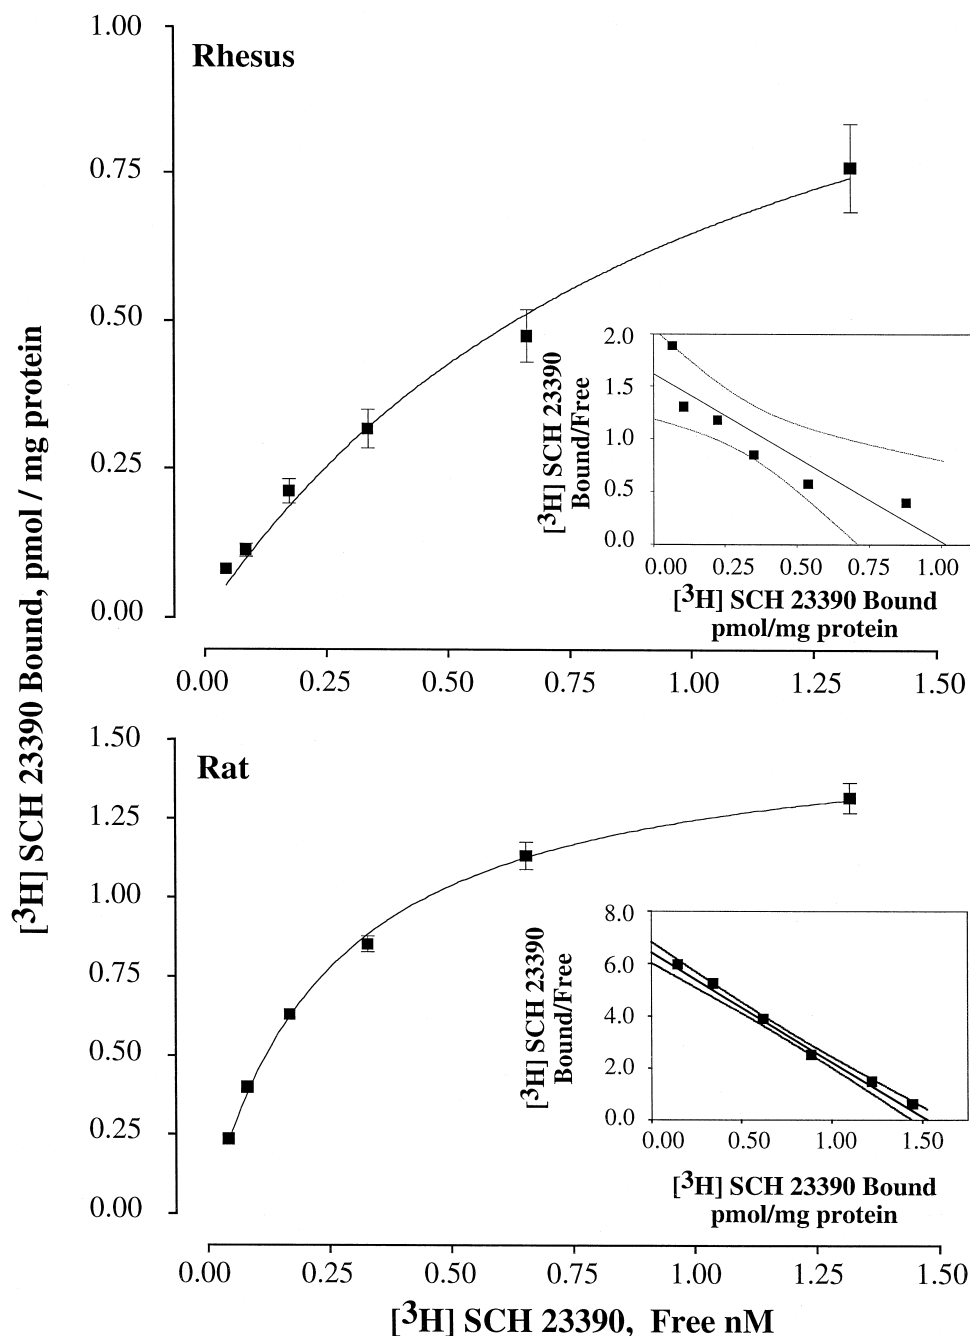 [3H] SCH 23390 Bound, pmol / mg protein
Rhesus
1.00
0.75
0.50
0.25
0.00
0.00 0.25 0.50 0.75 1.00 1.25 1.50
[3H] SCH 23390
Bound/Free
2.0
1.5
1.0
0.5
0.0
0.00 0.25 0.50 0.75 1.00
[3H] SCH 23390 Bound
pmol/mg protein
Rat
1.50
1.25
1.00
0.75
0.50
0.25
0.00
0.00 0.25 0.50 0.75 1.00 1.25 1.50
[3H] SCH 23390
Bound/Free
8.0
6.0
4.0
2.0
0.0
0.00 0.50 1.00 1.50
[3H] SCH 23390 Bound
pmol/mg protein
[3H] SCH 23390, Free nM